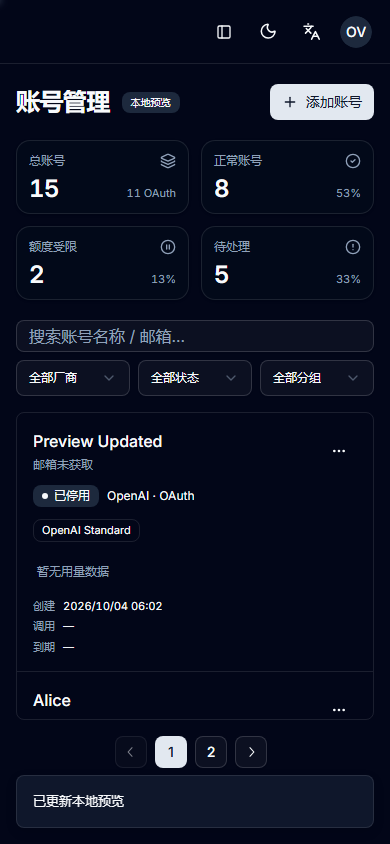 OV
账号管理 本地预览 添加账号
总账号
15 11 OAuth
正常账号
8 53%
额度受限
2 13%
待处理
5 33%
搜索账号名称 / 邮箱...
全部厂商 全部状态 全部分组
Preview Updated
邮箱未获取
已停用 OpenAI · OAuth
OpenAI Standard
暂无用量数据
创建 2026/10/04 06:02
调用 —
到期 —
Alice
1 2
已更新本地预览